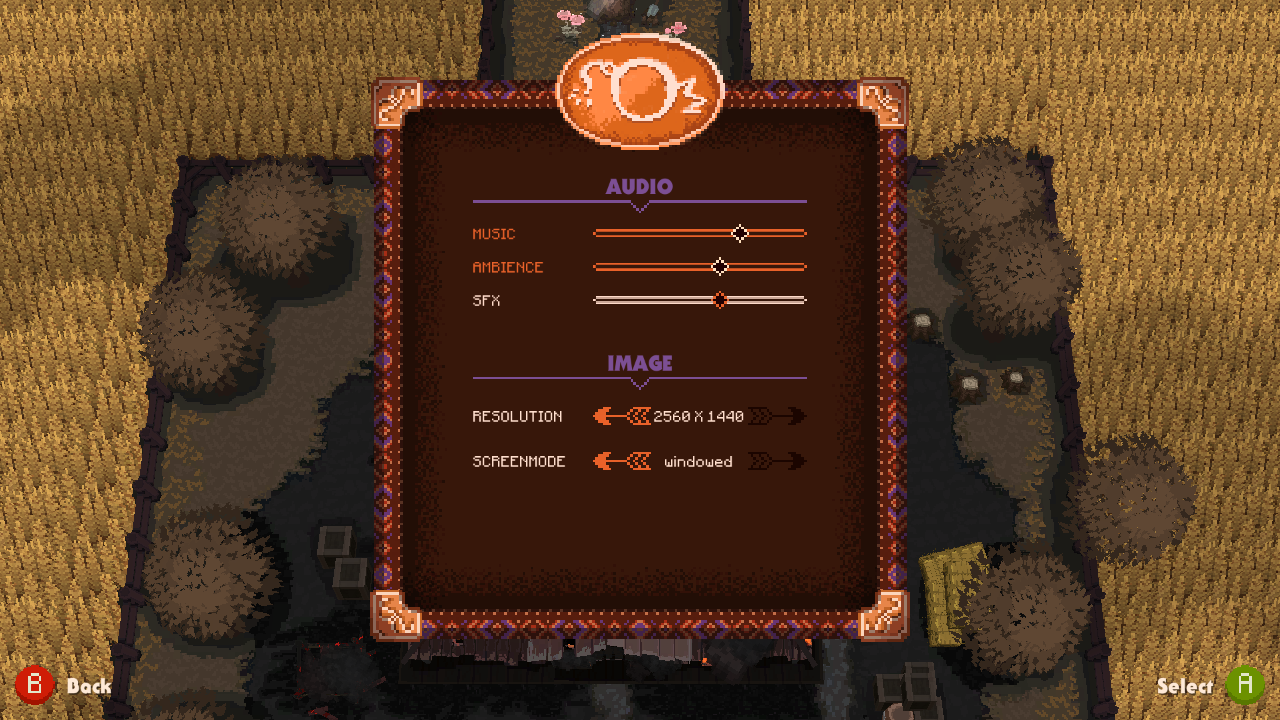 AUDIO
MUSIC
AMBIENCE
SFX
IMAGE
RESOLUTION 2560 X 1440
SCREENMODE windowed
B Back Select A